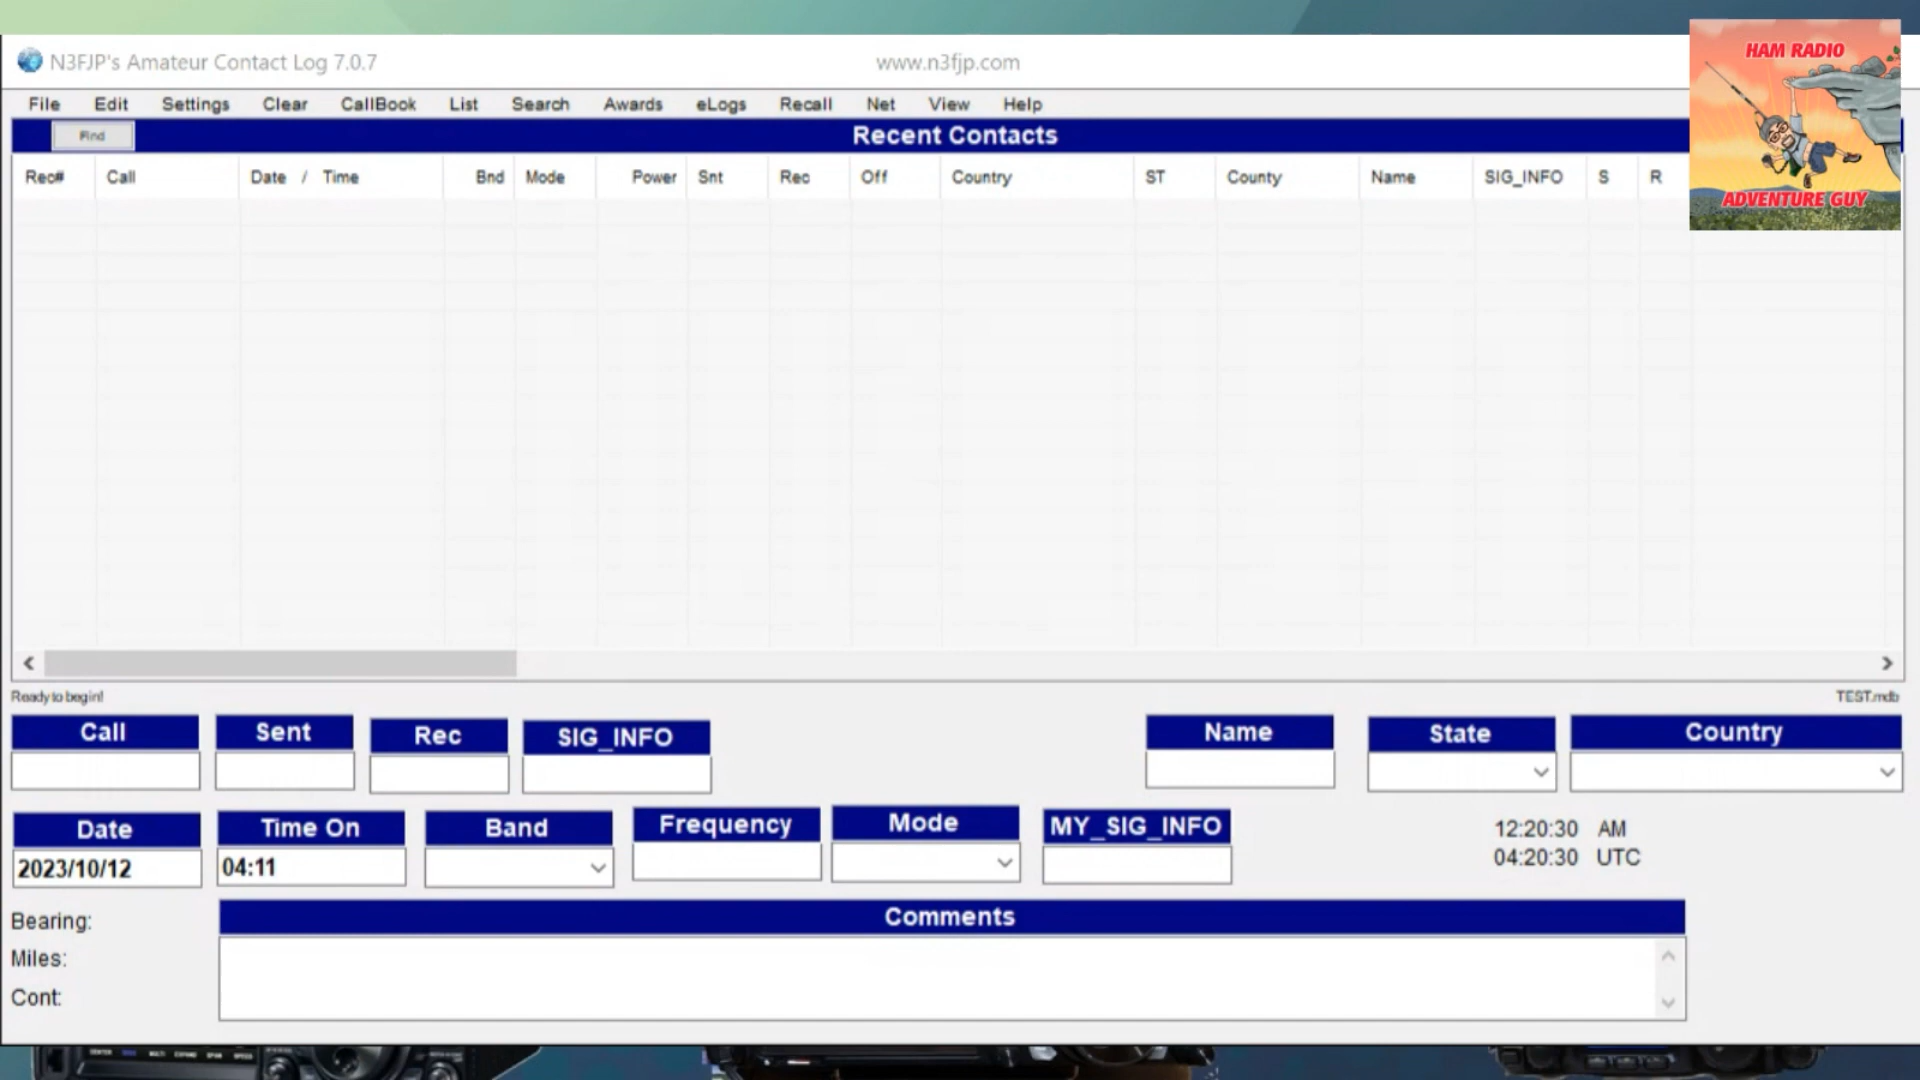 N3FJP's Amateur Contact Log 7.0.7
www.n3fjp.com
HAM RADIO
ADVENTURE GUY
File Edit Settings Clear CallBook List Search Awards eLogs Recall Net View Help
Find
Recent Contacts
Rec# Call Date / Time Bnd Mode Power Snt Rec Off Country ST County Name SIG_INFO S R
Ready to begin!
TEST.mdb
Call Sent Rec SIG_INFO Name State Country
Date Time On Band Frequency Mode MY_SIG_INFO
2023/10/12 04:11
12:20:30 AM
04:20:30 UTC
Bearing:
Miles:
Cont:
Comments
MULTI EXPAND SPAN SPEED